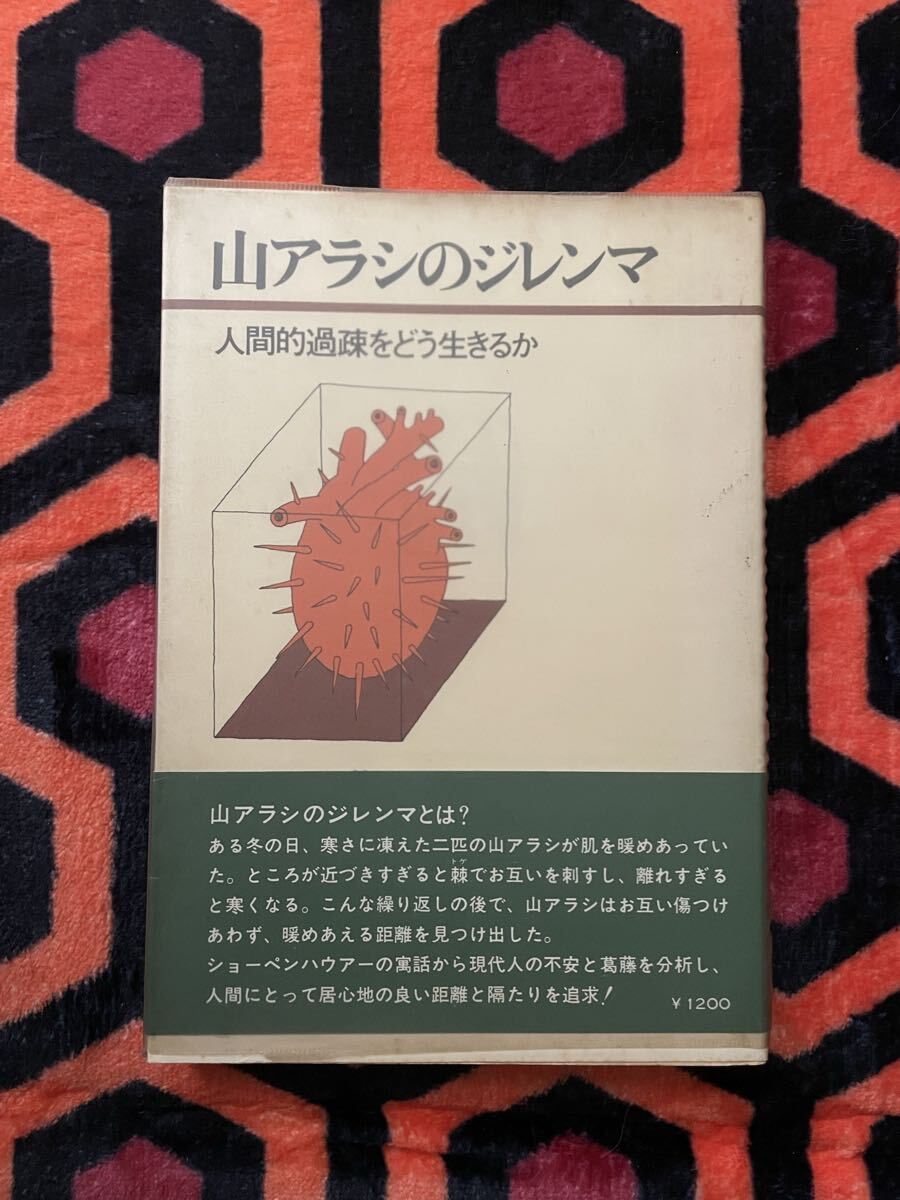 山アラシのジレンマ
人間的過疎をどう生きるか
山アラシのジレンマとは?
ある冬の日、寒さに凍えた二匹の山アラシが肌を暖めあってい
トゲ
た。ところが近づきすぎると棘でお互いを刺すし、離れすぎる
と寒くなる。こんな繰り返しの後で、山アラシはお互い傷つけ
あわず、暖めあえる距離を見つけ出した。
ショーペンハウアーの寓話から現代人の不安と葛藤を分析し、
人間にとって居心地の良い距離と隔たりを追求!
¥1200